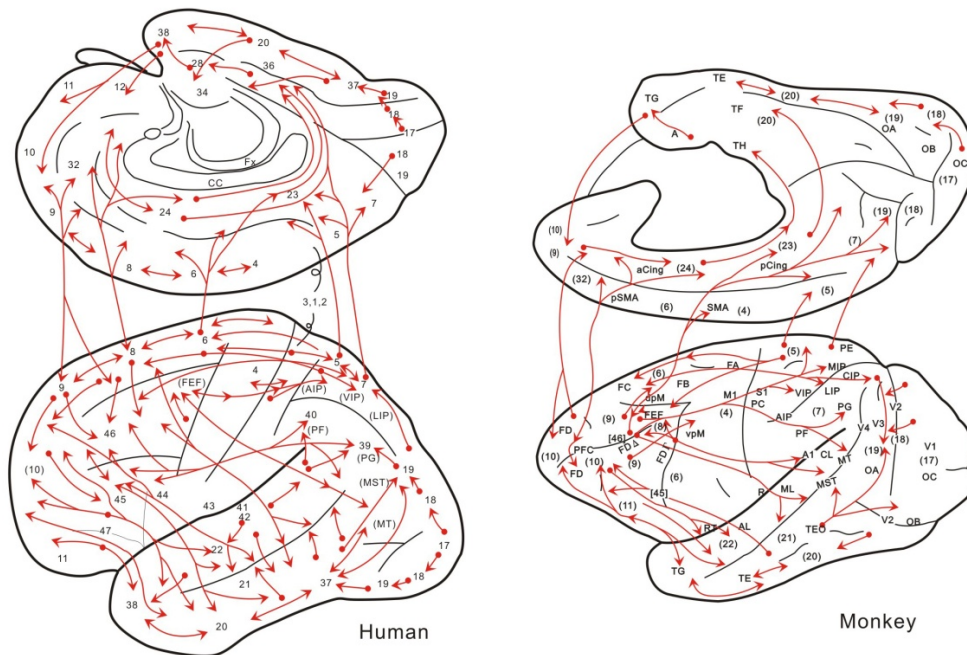 38
20
28
36
11
12
34
37
19
18
17
10
32
Fx
18
CC
19
9
24
23
7
5
8
6
4
3,1,2
6
8
5
4
9
(FEF)
(AIP)
(VIP)
7
(LIP)
46
40
(PF)
39
(PG)
(10)
19
45
44
(MST)
18
43
41
42
47
(MT)
22
17
11
21
37
19
18
38
20
Human
TE
TG
(20)
TF
(19)
(18)
(20)
OA
A
OB
TH
OC
(17)
(19)
(18)
(10)
(23)
(9)
(7)
aCing
(24)
pCing
(32)
pSMA
(5)
(6)
SMA
(4)
(5)
PE
FA
MIP
(6)
CIP
FC
FB
VIP
LIP
dpM
M1
S1
PC
V2
(9)
FEF
(4)
AIP
(7)
PG
FD
(8)
V4
V3
[46]
vpM
PF
(18)
V1
FD Δ
PFC
A1
CL
(17)
(10)
(10)
(9)
MT
(19)
FD
(6)
OA
OC
MST
[45]
R
ML
(11)
V2
OB
RT
AL
TEO
(22)
(21)
(20)
TG
TE
Monkey